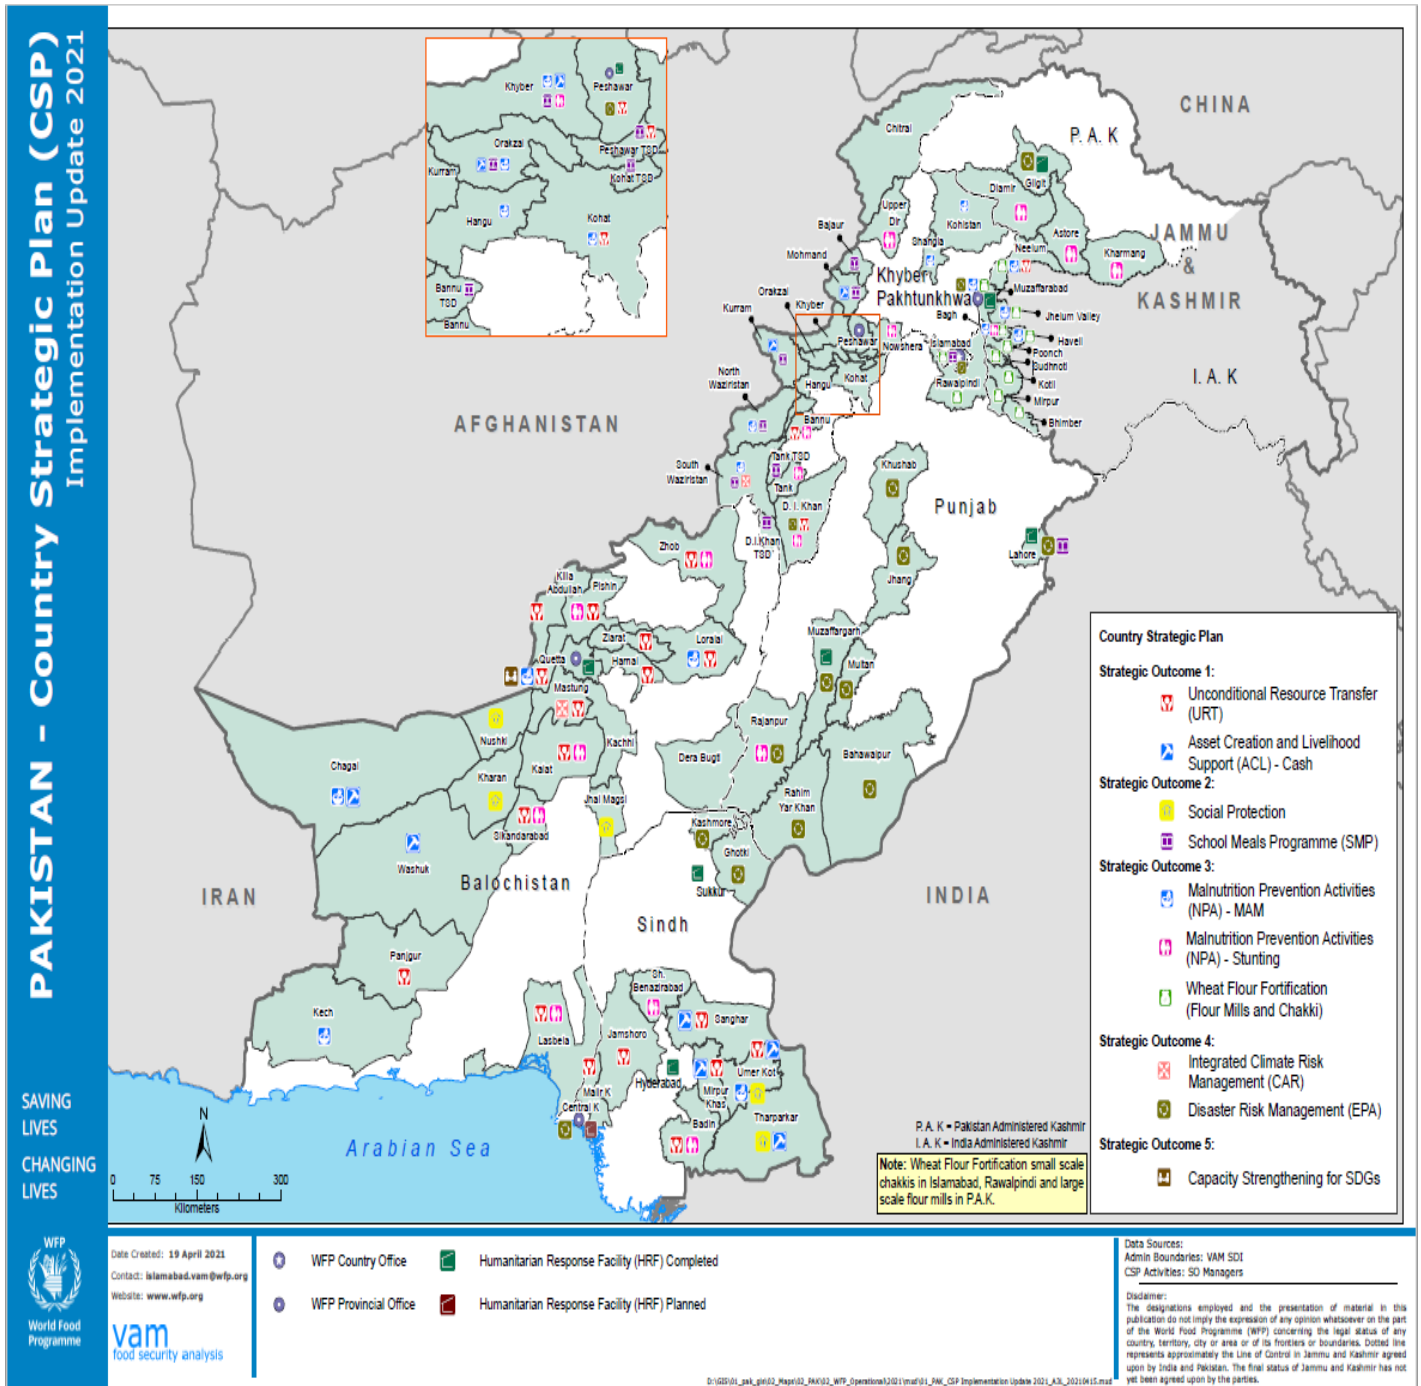 PAKISTAN - Country Strategic Plan (CSP)
Implementation Update 2021
SAVING
LIVES
CHANGING
LIVES
WFP
World Food
Programme
CHINA
P. A. K
JAMMU
&
KASHMIR
I. A. K
AFGHANISTAN
IRAN
INDIA
Arabian Sea
Khyber
Pakhtunkhwa
Punjab
Balochistan
Sindh
Khyber
Peshawar
Orakzai
Peshawar TSD
Kurram
Kohat TSD
Hangu
Kohat
Bannu
TSD
Bannu
Chitral
Gilgit
Diamir
Upper
Dir
Kohistan
Astore
Shangla
Neelum
Kharmang
Bajaur
Mohmand
Orakzai
Khyber
Kurram
Muzaffarabad
Bagh
Jhelum Valley
Haveli
Poonch
Sudhnoti
Kotli
Mirpur
Bhimber
Islamabad
Rawalpindi
Peshawar
Nowshera
Hangu
Kohat
North
Waziristan
Bannu
South
Waziristan
Tank TSD
Tank
D. I. Khan
D.I.Khan
TSD
Khushab
Jhang
Lahore
Zhob
Killa
Abdullah
Pishin
Ziarat
Loralai
Quetta
Harnai
Mastung
Kachhi
Nushki
Chagai
Kharan
Kalat
Jhal Magsi
Sikandarabad
Washuk
Panjgur
Kech
Muzaffargarh
Multan
Rajanpur
Dera Bugti
Bahawalpur
Rahim
Yar Khan
Kashmore
Ghotki
Sukkur
Sh.
Benazirabad
Sanghar
Lasbela
Jamshoro
Hyderabad
Umer Kot
Malir K
Mirpur
Khas
Central K
Badin
Tharparkar
N
0 75 150 300
Kilometers
P. A. K = Pakistan Administered Kashmir
I. A. K = India Administered Kashmir
Note: Wheat Flour Fortification small scale
chakkis in Islamabad, Rawalpindi and large
scale flour mills in P.A.K.
Country Strategic Plan
Strategic Outcome 1:
Unconditional Resource Transfer
(URT)
Asset Creation and Livelihood
Support (ACL) - Cash
Strategic Outcome 2:
Social Protection
School Meals Programme (SMP)
Strategic Outcome 3:
Malnutrition Prevention Activities
(NPA) - MAM
Malnutrition Prevention Activities
(NPA) - Stunting
Wheat Flour Fortification
(Flour Mills and Chakki)
Strategic Outcome 4:
Integrated Climate Risk
Management (CAR)
Disaster Risk Management (EPA)
Strategic Outcome 5:
Capacity Strengthening for SDGs
Date Created: 19 April 2021
Contact: islamabad.vam@wfp.org
Website: www.wfp.org
vam
food security analysis
WFP Country Office
Humanitarian Response Facility (HRF) Completed
WFP Provincial Office
Humanitarian Response Facility (HRF) Planned
Data Sources:
Admin Boundaries: VAM SDI
CSP Activities: SO Managers
Disclaimer:
The designations employed and the presentation of material in this
publication do not imply the expression of any opinion whatsoever on the part
of the World Food Programme (WFP) concerning the legal status of any
country, territory, city or area or of its frontiers or boundaries. Dotted line
represents approximately the Line of Control in Jammu and Kashmir agreed
upon by India and Pakistan. The final status of Jammu and Kashmir has not
yet been agreed upon by the parties.